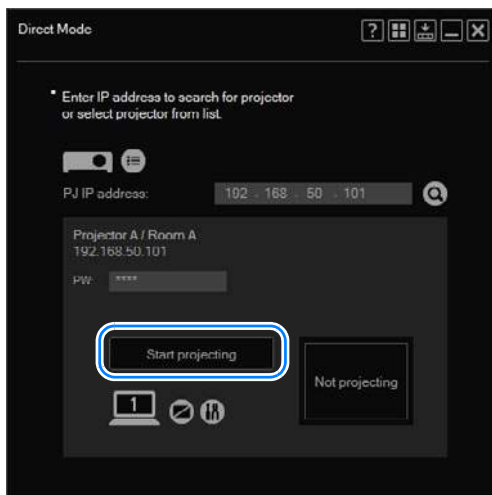 Direct Mode
?
Enter IP address to search for projector
or select projector from list.
PJ IP address: 192 . 168 . 50 . 101
Projector A / Room A
192.168.50.101
PW: ****
Start projecting
Not projecting
1